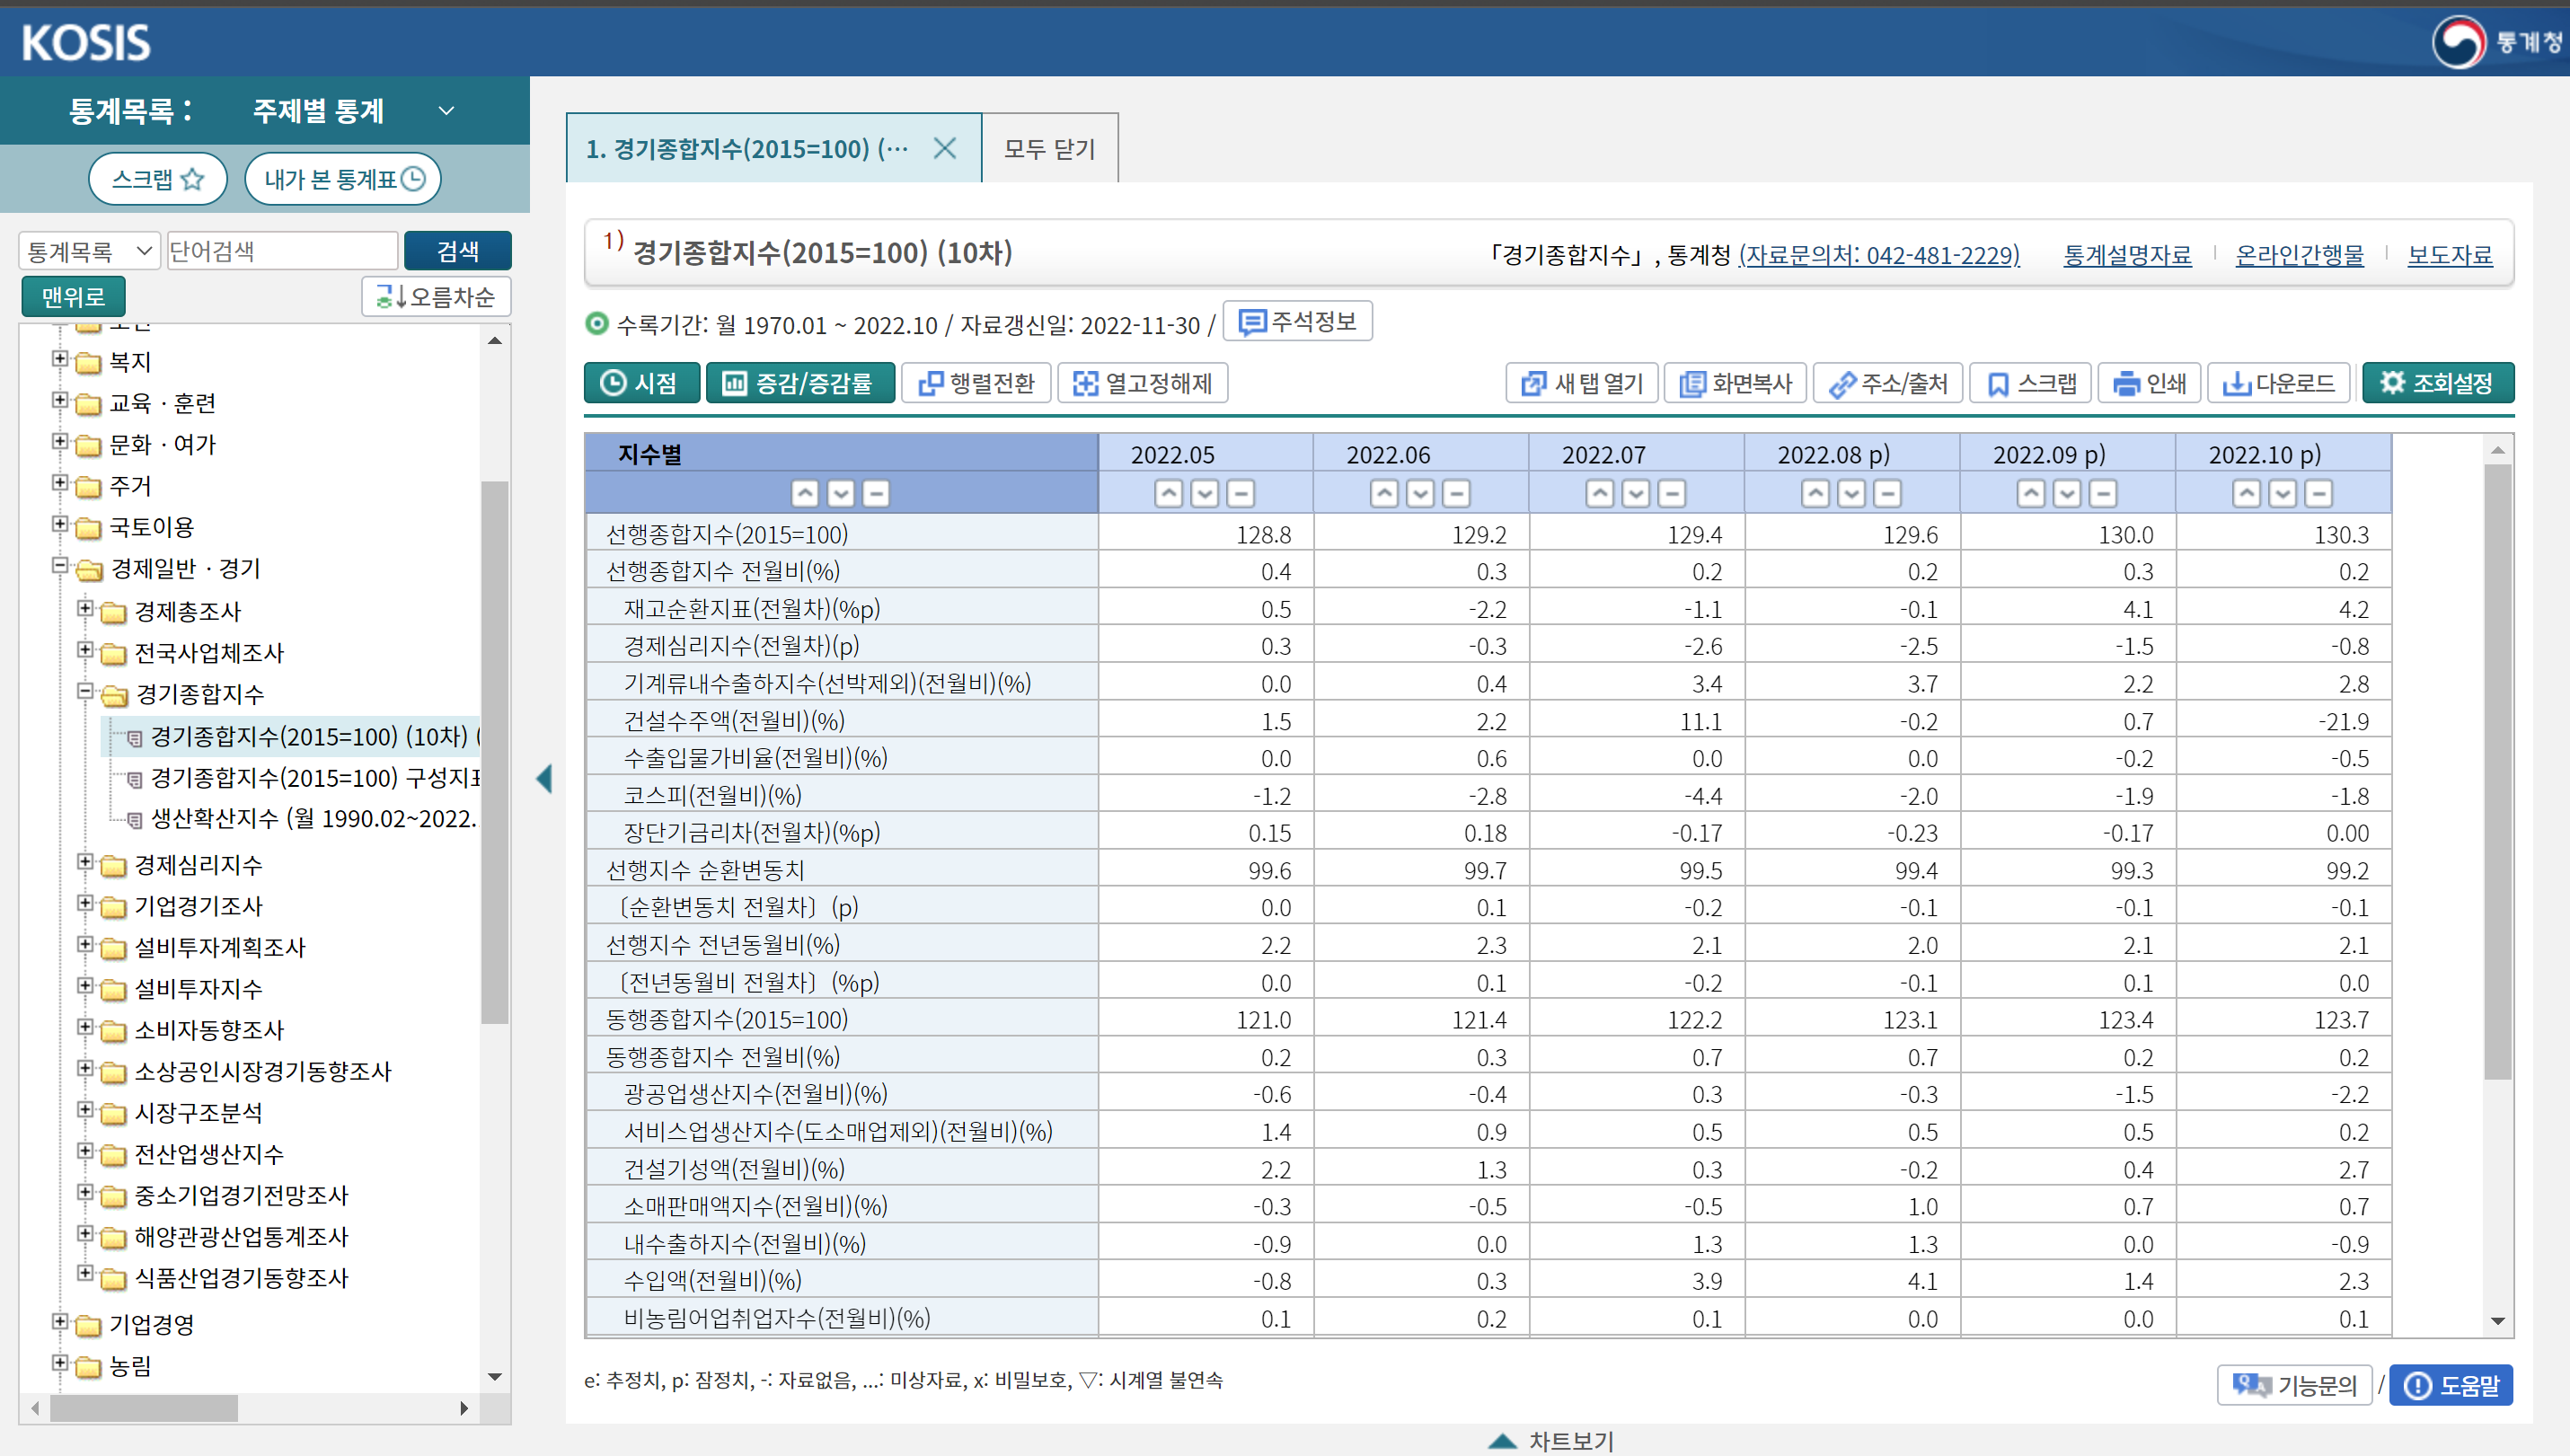 KOSIS
통계청
통계목록 : 주제별 통계
스크랩 내가 본 통계표
통계목록 단어검색 검색
맨위로 오름차순
복지
교육ㆍ훈련
문화ㆍ여가
주거
국토이용
경제일반ㆍ경기
경제총조사
전국사업체조사
경기종합지수
경기종합지수(2015=100) (10차) (
경기종합지수(2015=100) 구성지표
생산확산지수 (월 1990.02~2022.
경제심리지수
기업경기조사
설비투자계획조사
설비투자지수
소비자동향조사
소상공인시장경기동향조사
시장구조분석
전산업생산지수
중소기업경기전망조사
해양관광산업통계조사
식품산업경기동향조사
기업경영
농림
1. 경기종합지수(2015=100) (⋯ 모두 닫기
1) 경기종합지수(2015=100) (10차) 「경기종합지수」, 통계청 (자료문의처: 042-481-2229) 통계설명자료 온라인간행물 보도자료
수록기간: 월 1970.01 ~ 2022.10 / 자료갱신일: 2022-11-30 / 주석정보
시점 증감/증감률 행렬전환 열고정해제 새 탭 열기 화면복사 주소/출처 스크랩 인쇄 다운로드 조회설정
지수별 2022.05 2022.06 2022.07 2022.08 p) 2022.09 p) 2022.10 p)
선행종합지수(2015=100) 128.8 129.2 129.4 129.6 130.0 130.3
선행종합지수 전월비(%) 0.4 0.3 0.2 0.2 0.3 0.2
재고순환지표(전월차)(%p) 0.5 -2.2 -1.1 -0.1 4.1 4.2
경제심리지수(전월차)(p) 0.3 -0.3 -2.6 -2.5 -1.5 -0.8
기계류내수출하지수(선박제외)(전월비)(%) 0.0 0.4 3.4 3.7 2.2 2.8
건설수주액(전월비)(%) 1.5 2.2 11.1 -0.2 0.7 -21.9
수출입물가비율(전월비)(%) 0.0 0.6 0.0 0.0 -0.2 -0.5
코스피(전월비)(%) -1.2 -2.8 -4.4 -2.0 -1.9 -1.8
장단기금리차(전월차)(%p) 0.15 0.18 -0.17 -0.23 -0.17 0.00
선행지수 순환변동치 99.6 99.7 99.5 99.4 99.3 99.2
〔순환변동치 전월차〕(p) 0.0 0.1 -0.2 -0.1 -0.1 -0.1
선행지수 전년동월비(%) 2.2 2.3 2.1 2.0 2.1 2.1
〔전년동월비 전월차〕(%p) 0.0 0.1 -0.2 -0.1 0.1 0.0
동행종합지수(2015=100) 121.0 121.4 122.2 123.1 123.4 123.7
동행종합지수 전월비(%) 0.2 0.3 0.7 0.7 0.2 0.2
광공업생산지수(전월비)(%) -0.6 -0.4 0.3 -0.3 -1.5 -2.2
서비스업생산지수(도소매업제외)(전월비)(%) 1.4 0.9 0.5 0.5 0.5 0.2
건설기성액(전월비)(%) 2.2 1.3 0.3 -0.2 0.4 2.7
소매판매액지수(전월비)(%) -0.3 -0.5 -0.5 1.0 0.7 0.7
내수출하지수(전월비)(%) -0.9 0.0 1.3 1.3 0.0 -0.9
수입액(전월비)(%) -0.8 0.3 3.9 4.1 1.4 2.3
비농림어업취업자수(전월비)(%) 0.1 0.2 0.1 0.0 0.0 0.1
e: 추정치, p: 잠정치, -: 자료없음, ...: 미상자료, x: 비밀보호, ▽: 시계열 불연속
기능문의 / 도움말
차트보기